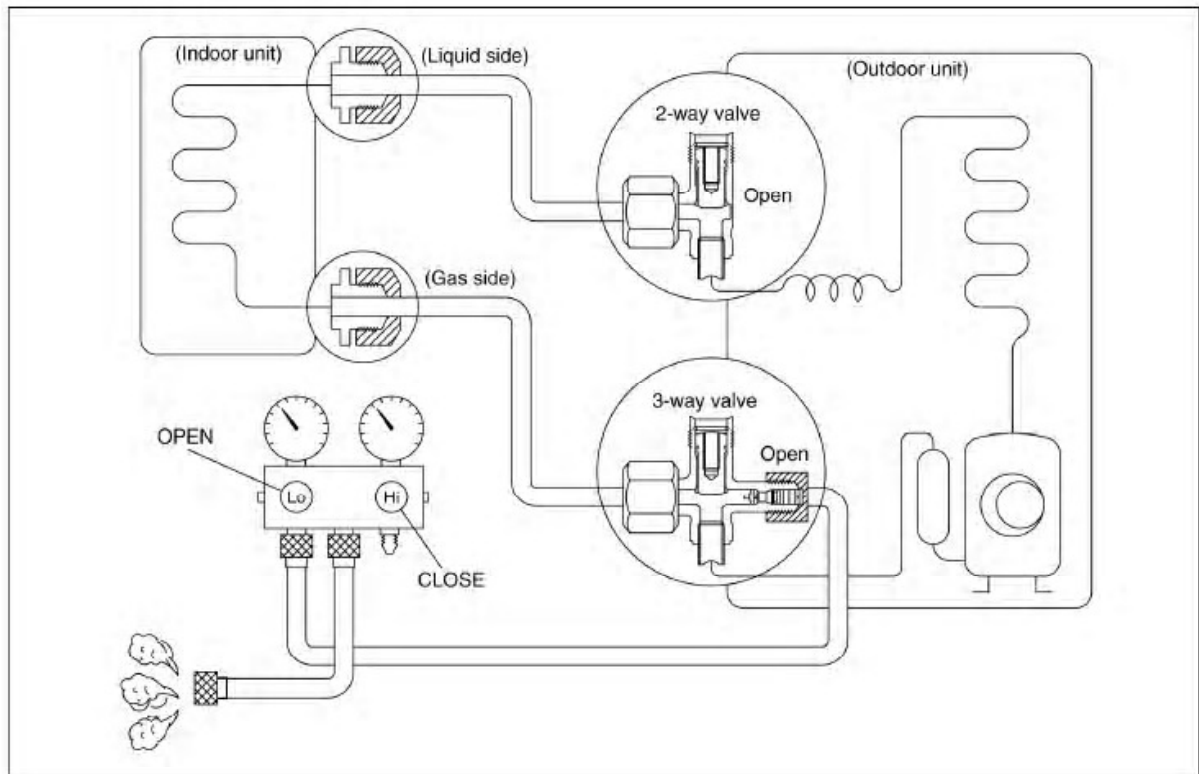 (Indoor unit)
(Liquid side)
(Outdoor unit)
2-way valve
Open
(Gas side)
3-way valve
Open
OPEN
Lo
Hi
CLOSE